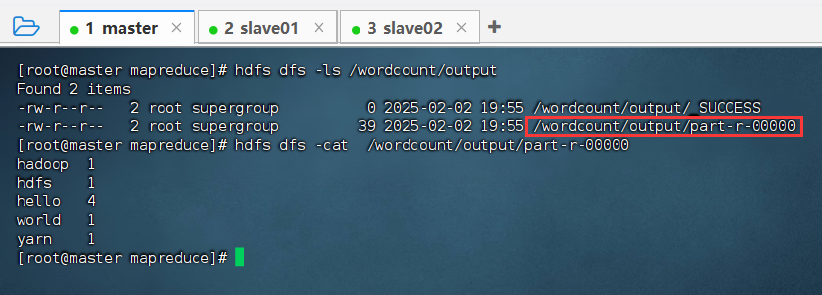 1 master × 2 slave01 × 3 slave02 × +
[root@master mapreduce]# hdfs dfs -ls /wordcount/output
Found 2 items
-rw-r--r-- 2 root supergroup 0 2025-02-02 19:55 /wordcount/output/_SUCCESS
-rw-r--r-- 2 root supergroup 39 2025-02-02 19:55 /wordcount/output/part-r-00000
[root@master mapreduce]# hdfs dfs -cat /wordcount/output/part-r-00000
hadocp 1
hdfs 1
hello 4
world 1
yarn 1
[root@master mapreduce]#